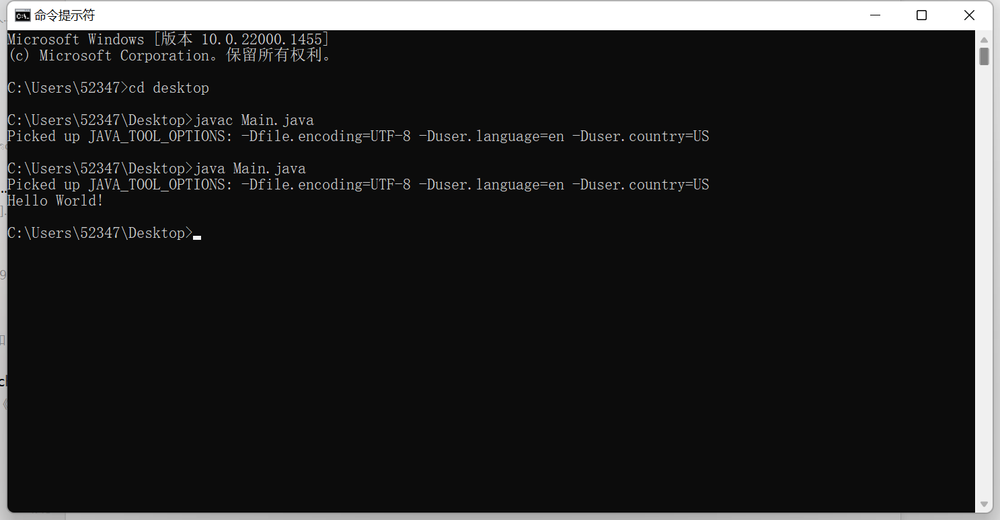 命令提示符
Microsoft Windows [版本 10.0.22000.1455]
(c) Microsoft Corporation。保留所有权利。
C:\Users\52347>cd desktop
C:\Users\52347\Desktop>javac Main.java
Picked up JAVA_TOOL_OPTIONS: -Dfile.encoding=UTF-8 -Duser.language=en -Duser.country=US
C:\Users\52347\Desktop>java Main.java
Picked up JAVA_TOOL_OPTIONS: -Dfile.encoding=UTF-8 -Duser.language=en -Duser.country=US
Hello World!
C:\Users\52347\Desktop>